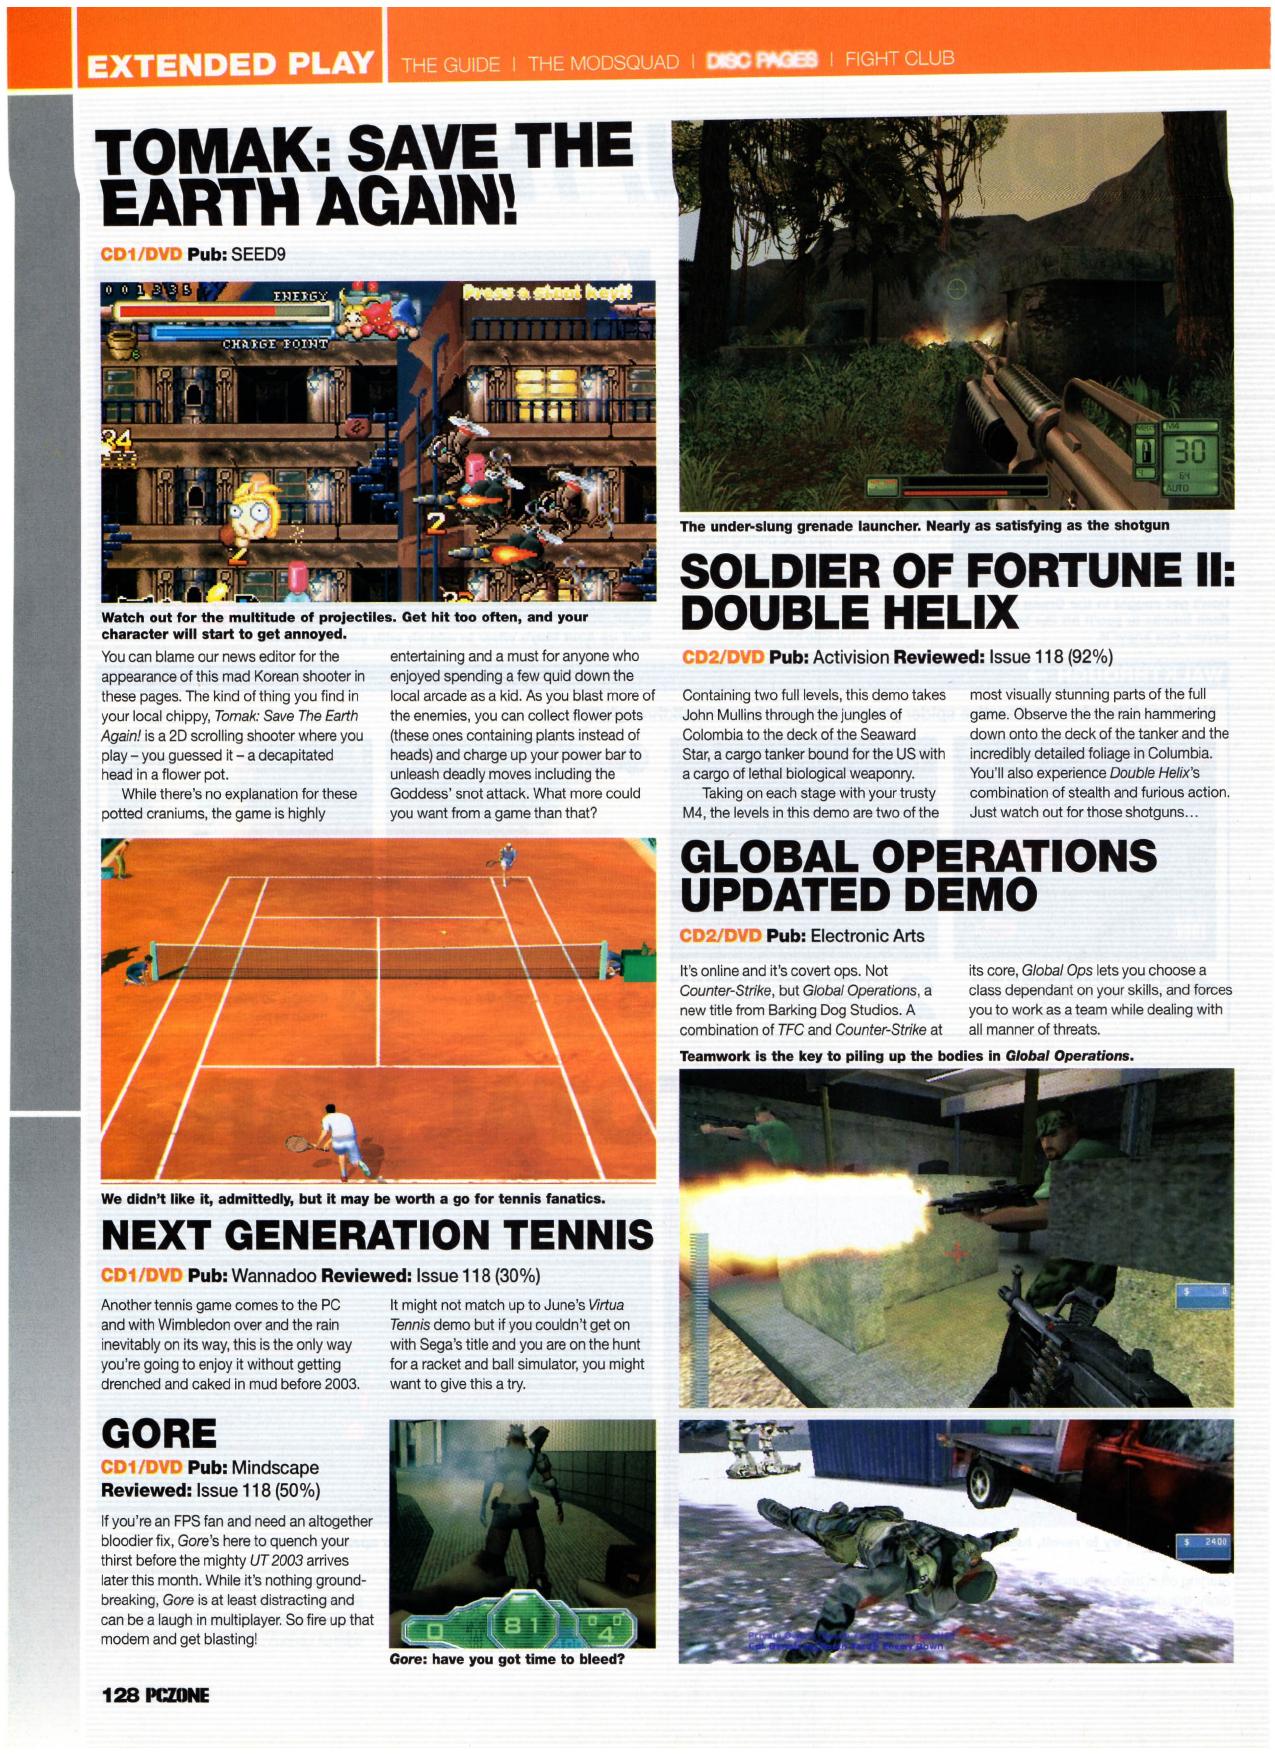 EXTENDED PLAY
THE GUIDE | THE MODSQUAD | DISC PAGES | FIGHT CLUB
TOMAK: SAVE THE
EARTH AGAIN!
CD1/DVD Pub: SEED9
001335
ENERGY
Press a start key!!
CHARGE POINT
6
34
2
2
Watch out for the multitude of projectiles. Get hit too often, and your
character will start to get annoyed.
You can blame our news editor for the
appearance of this mad Korean shooter in
these pages. The kind of thing you find in
your local chippy, Tomak: Save The Earth
Again! is a 2D scrolling shooter where you
play – you guessed it – a decapitated
head in a flower pot.
While there's no explanation for these
potted craniums, the game is highly
entertaining and a must for anyone who
enjoyed spending a few quid down the
local arcade as a kid. As you blast more of
the enemies, you can collect flower pots
(these ones containing plants instead of
heads) and charge up your power bar to
unleash deadly moves including the
Goddess' snot attack. What more could
you want from a game than that?
We didn't like it, admittedly, but it may be worth a go for tennis fanatics.
NEXT GENERATION TENNIS
CD1/DVD Pub: Wannadoo Reviewed: Issue 118 (30%)
Another tennis game comes to the PC
and with Wimbledon over and the rain
inevitably on its way, this is the only way
you're going to enjoy it without getting
drenched and caked in mud before 2003.
It might not match up to June's Virtua
Tennis demo but if you couldn't get on
with Sega's title and you are on the hunt
for a racket and ball simulator, you might
want to give this a try.
GORE
CD1/DVD Pub: Mindscape
Reviewed: Issue 118 (50%)
If you're an FPS fan and need an altogether
bloodier fix, Gore's here to quench your
thirst before the mighty UT 2003 arrives
later this month. While it's nothing ground-
breaking, Gore is at least distracting and
can be a laugh in multiplayer. So fire up that
modem and get blasting!
0
81
0 0
4
Gore: have you got time to bleed?
M4
30
64
AUTO
The under-slung grenade launcher. Nearly as satisfying as the shotgun
SOLDIER OF FORTUNE II:
DOUBLE HELIX
CD2/DVD Pub: Activision Reviewed: Issue 118 (92%)
Containing two full levels, this demo takes
John Mullins through the jungles of
Colombia to the deck of the Seaward
Star, a cargo tanker bound for the US with
a cargo of lethal biological weaponry.
Taking on each stage with your trusty
M4, the levels in this demo are two of the
most visually stunning parts of the full
game. Observe the the rain hammering
down onto the deck of the tanker and the
incredibly detailed foliage in Columbia.
You'll also experience Double Helix's
combination of stealth and furious action.
Just watch out for those shotguns...
GLOBAL OPERATIONS
UPDATED DEMO
CD2/DVD Pub: Electronic Arts
It's online and it's covert ops. Not
Counter-Strike, but Global Operations, a
new title from Barking Dog Studios. A
combination of TFC and Counter-Strike at
its core, Global Ops lets you choose a
class dependant on your skills, and forces
you to work as a team while dealing with
all manner of threats.
Teamwork is the key to piling up the bodies in Global Operations.
$ 0
$ 2400
Enemy Down
128 PCZONE